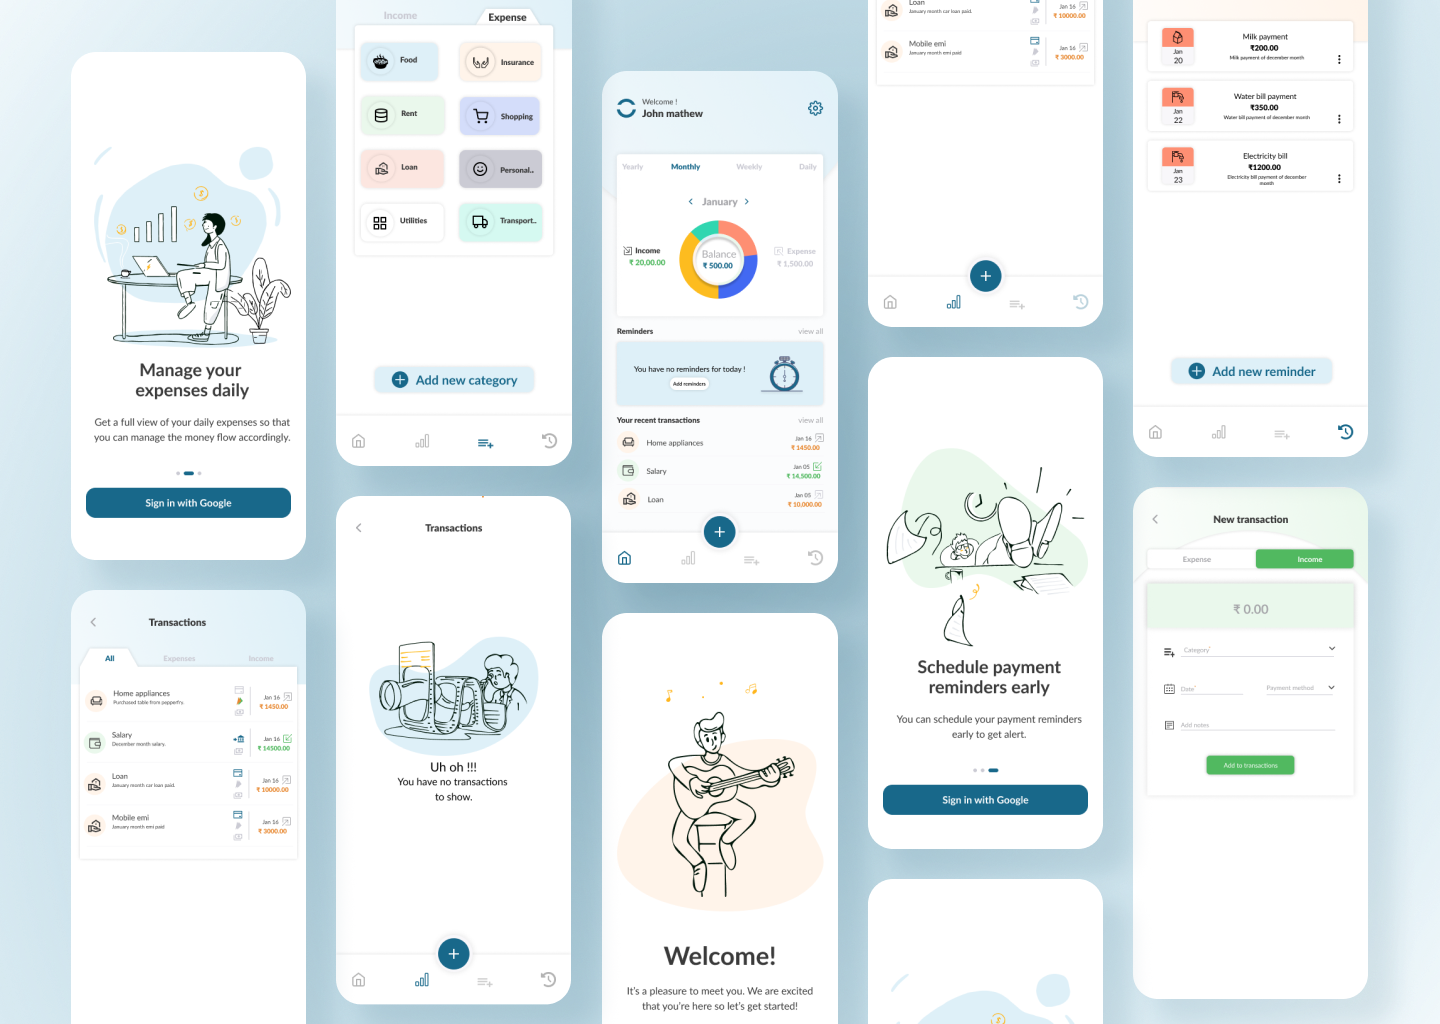 Manage your
expenses daily
Get a full view of your daily expenses so that
you can manage the money flow accordingly.
Sign in with Google
Transactions
All Expenses Income
Home appliances
Purchased table from pepperfry.
Jan 16
₹ 1450.00
Salary
December month salary.
Jan 16
₹ 14500.00
Loan
January month car loan paid.
Jan 16
₹ 10000.00
Mobile emi
January month emi paid
Jan 16
₹ 3000.00
Income Expense
Food Insurance
Rent Shopping
Loan Personal..
Utilities Transport..
Add new category
Transactions
Uh oh !!!
You have no transactions
to show.
Welcome !
John mathew
Yearly Monthly Weekly Daily
January
Income
₹ 20,00.00
Balance
₹ 500.00
Expense
₹ 1,500.00
Reminders view all
You have no reminders for today !
Add reminders
Your recent transactions view all
Home appliances
Jan 16
₹ 1450.00
Salary
Jan 05
₹ 14,500.00
Loan
Jan 05
₹ 10,000.00
Welcome!
It's a pleasure to meet you. We are excited
that you're here so let's get started!
Loan
January month car loan paid.
Jan 16
₹ 10000.00
Mobile emi
January month emi paid
Jan 16
₹ 3000.00
Schedule payment
reminders early
You can schedule your payment reminders
early to get alert.
Sign in with Google
Jan
20
Milk payment
₹200.00
Milk payment of december month
Jan
22
Water bill payment
₹350.00
Water bill payment of december month
Jan
23
Electricity bill
₹1200.00
Electricity bill payment of december
month
Add new reminder
New transaction
Expense Income
₹ 0.00
Category*
Date* Payment method
Add notes
Add to transactions